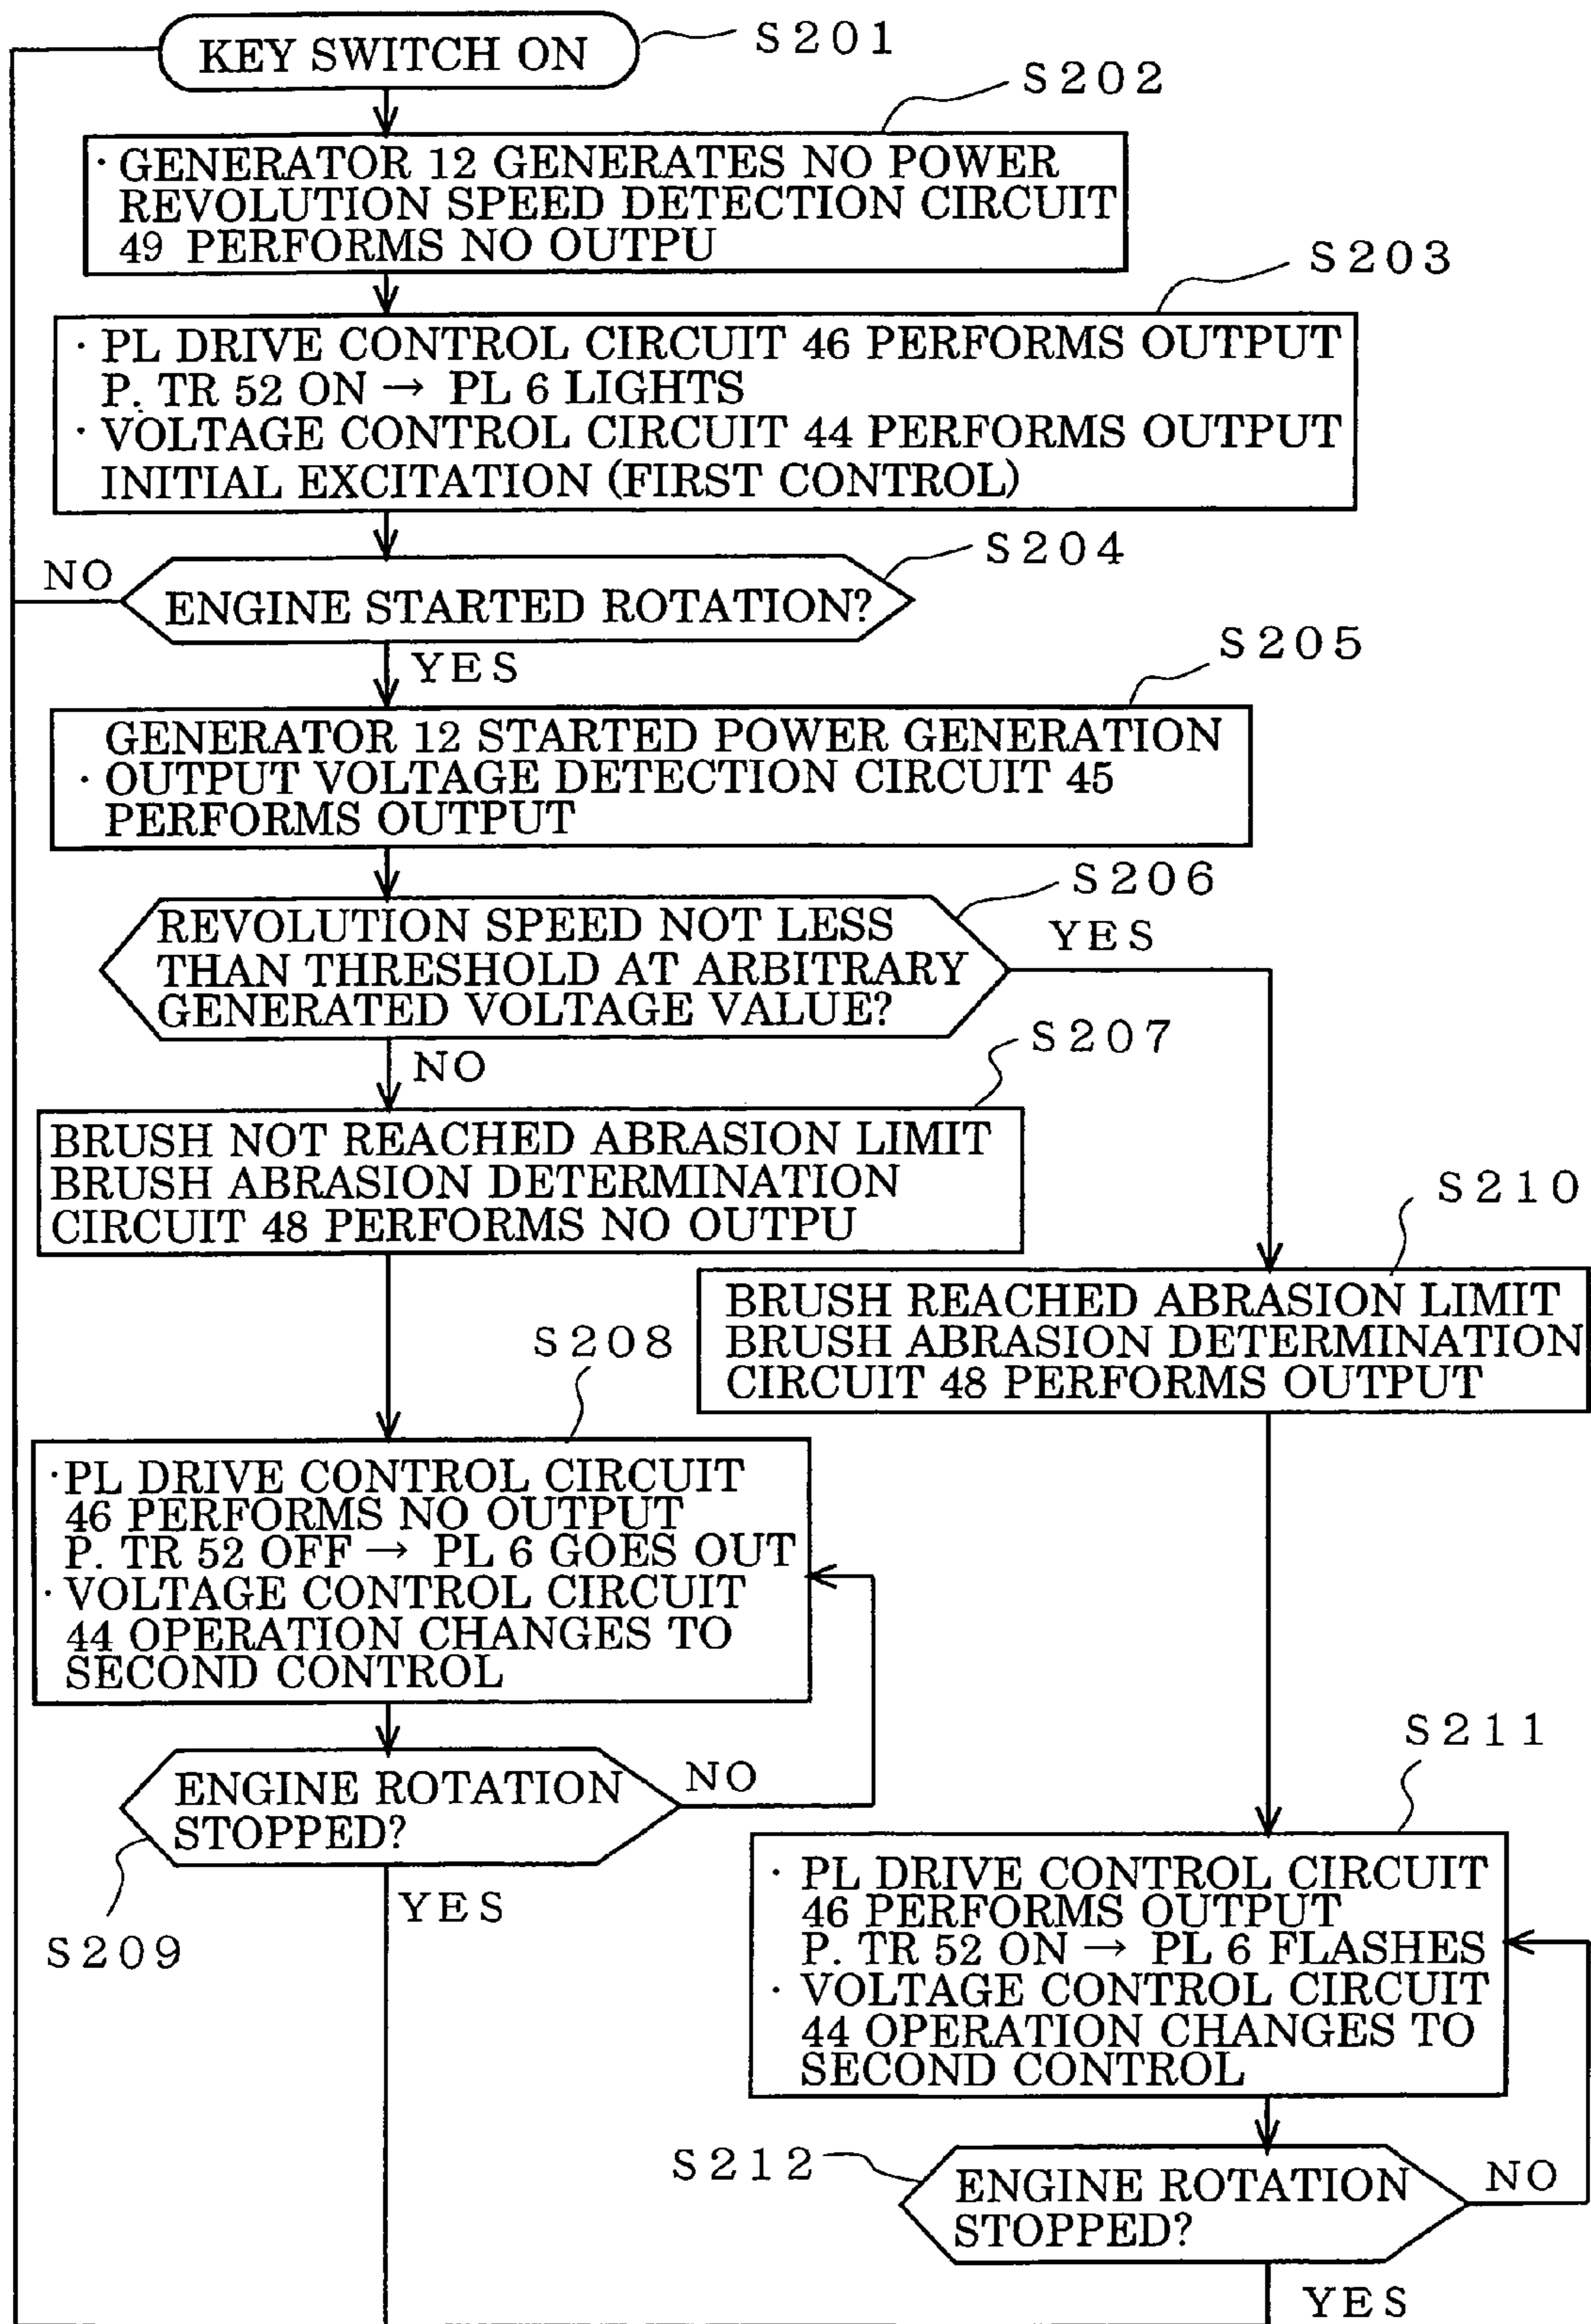 KEY SWITCH ON
S201
S202
· GENERATOR 12 GENERATES NO POWER
REVOLUTION SPEED DETECTION CIRCUIT
49 PERFORMS NO OUTPU
S203
· PL DRIVE CONTROL CIRCUIT 46 PERFORMS OUTPUT
P. TR 52 ON → PL 6 LIGHTS
· VOLTAGE CONTROL CIRCUIT 44 PERFORMS OUTPUT
INITIAL EXCITATION (FIRST CONTROL)
S204
NO
ENGINE STARTED ROTATION?
YES
S205
GENERATOR 12 STARTED POWER GENERATION
· OUTPUT VOLTAGE DETECTION CIRCUIT 45
PERFORMS OUTPUT
S206
REVOLUTION SPEED NOT LESS
THAN THRESHOLD AT ARBITRARY
GENERATED VOLTAGE VALUE?
YES
NO
S207
BRUSH NOT REACHED ABRASION LIMIT
BRUSH ABRASION DETERMINATION
CIRCUIT 48 PERFORMS NO OUTPU
S210
BRUSH REACHED ABRASION LIMIT
BRUSH ABRASION DETERMINATION
CIRCUIT 48 PERFORMS OUTPUT
S208
· PL DRIVE CONTROL CIRCUIT
46 PERFORMS NO OUTPUT
P. TR 52 OFF → PL 6 GOES OUT
· VOLTAGE CONTROL CIRCUIT
44 OPERATION CHANGES TO
SECOND CONTROL
ENGINE ROTATION
STOPPED?
NO
YES
S209
S211
· PL DRIVE CONTROL CIRCUIT
46 PERFORMS OUTPUT
P. TR 52 ON → PL 6 FLASHES
· VOLTAGE CONTROL CIRCUIT
44 OPERATION CHANGES TO
SECOND CONTROL
S212
ENGINE ROTATION
STOPPED?
NO
YES